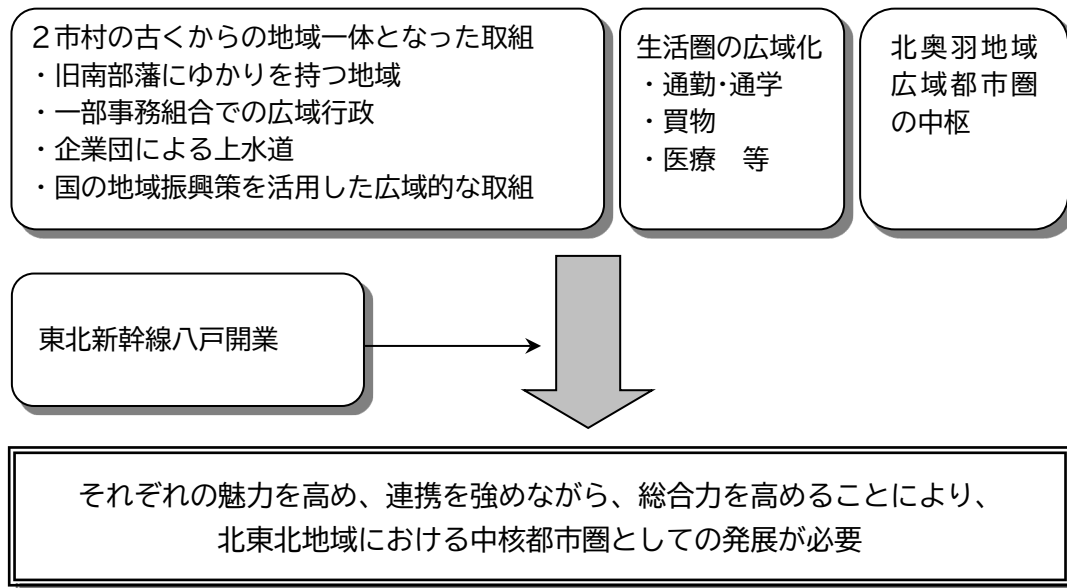 ２市村の古くからの地域一体となった取組
・旧南部藩にゆかりを持つ地域
・一部事務組合での広域行政
・企業団による上水道
・国の地域振興策を活用した広域的な取組
生活圏の広域化
・通勤・通学
・買物
・医療　等
北奥羽地域
広域都市圏
の中枢
東北新幹線八戸開業
それぞれの魅力を高め、連携を強めながら、総合力を高めることにより、
北東北地域における中核都市圏としての発展が必要